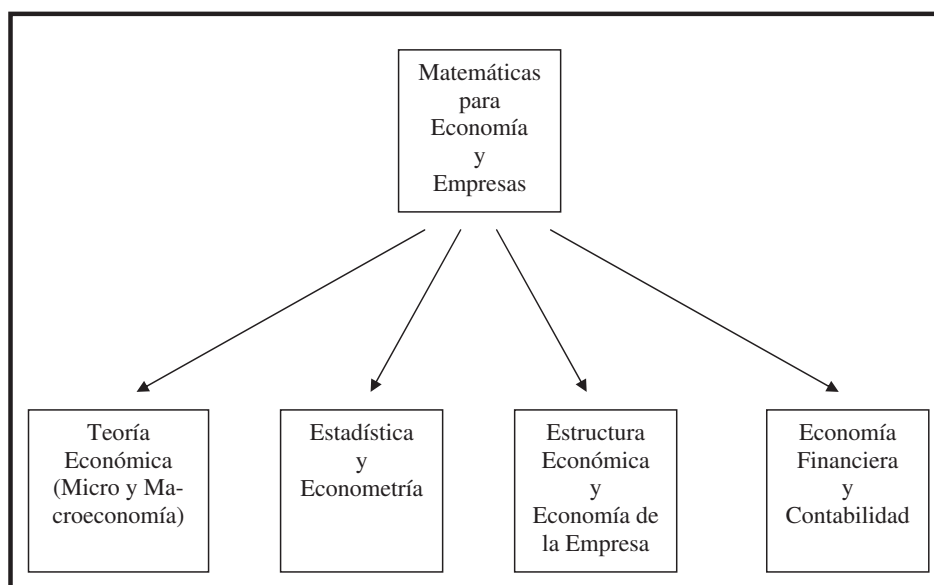 Matemáticas
para
Economía
y
Empresas
Teoría
Económica
(Micro y Ma-
croeconomía)
Estadística
y
Econometría
Estructura
Económica
y
Economía de
la Empresa
Economía
Financiera
y
Contabilidad